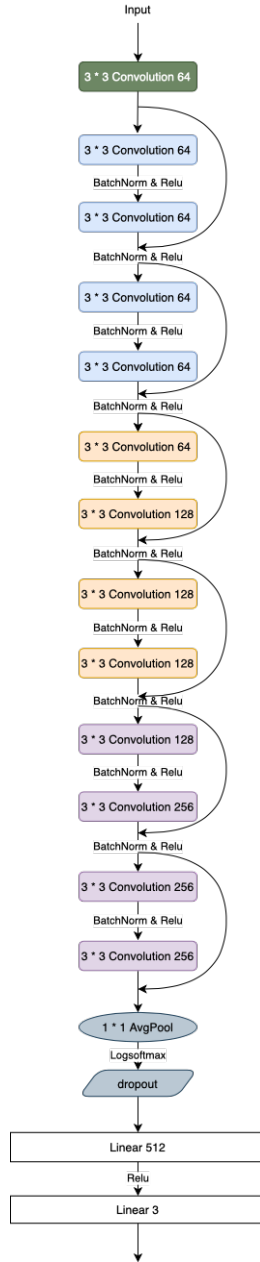 Input
3 * 3 Convolution 64
3 * 3 Convolution 64
BatchNorm & Relu
3 * 3 Convolution 64
BatchNorm & Relu
3 * 3 Convolution 64
BatchNorm & Relu
3 * 3 Convolution 64
BatchNorm & Relu
3 * 3 Convolution 64
BatchNorm & Relu
3 * 3 Convolution 128
BatchNorm & Relu
3 * 3 Convolution 128
BatchNorm & Relu
3 * 3 Convolution 128
BatchNorm & Relu
3 * 3 Convolution 128
BatchNorm & Relu
3 * 3 Convolution 256
BatchNorm & Relu
3 * 3 Convolution 256
BatchNorm & Relu
3 * 3 Convolution 256
1 * 1 AvgPool
Logsoftmax
dropout
Linear 512
Relu
Linear 3